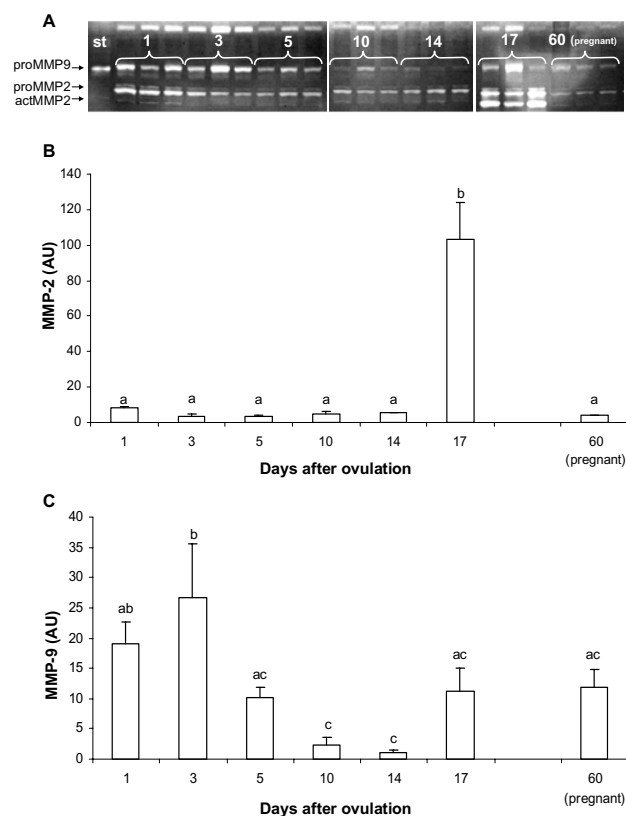 A
st 1 3 5 10 14 17 60 (pregnant)
proMMP9
proMMP2
actMMP2
B
MMP-2 (AU)
140
120
100
80
60
40
20
0
a a a a a b a
1 3 5 10 14 17 60
(pregnant)
Days after ovulation
C
MMP-9 (AU)
40
35
30
25
20
15
10
5
0
ab b ac c c ac ac
1 3 5 10 14 17 60
(pregnant)
Days after ovulation